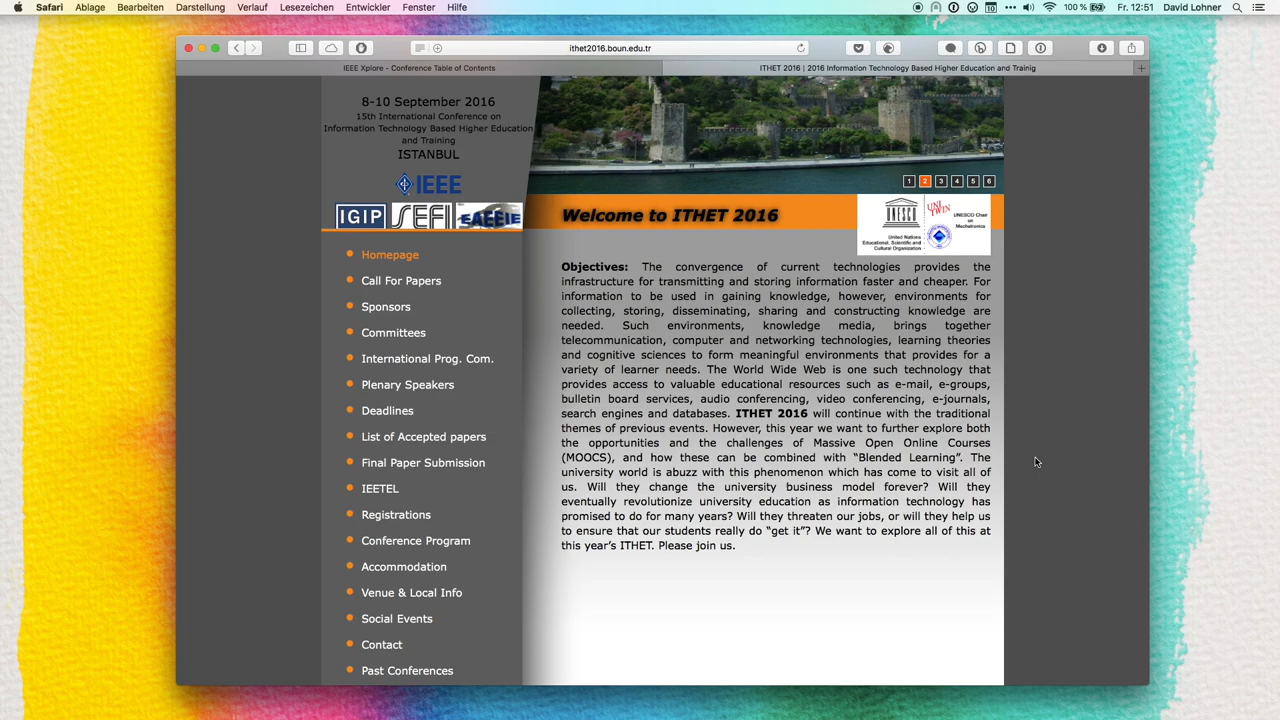 Safari Ablage Bearbeiten Darstellung Verlauf Lesezeichen Entwickler Fenster Hilfe 10 100 % Fr. 12:51 David Lohner
ithet2016.boun.edu.tr
IEEE Xplore - Conference Table of Contents
ITHET 2016 | 2016 Information Technology Based Higher Education and Trainig
8-10 September 2016
15th International Conference on
Information Technology Based Higher Education
and Training
ISTANBUL
IEEE
IGIP SEFI EAEEIE
1 2 3 4 5 6
Welcome to ITHET 2016
UNESCO
United Nations
Educational, Scientific and
Cultural Organization
UNI TWIN
UNESCO Chair
on
Mechatronics
Homepage
Call For Papers
Sponsors
Committees
International Prog. Com.
Plenary Speakers
Deadlines
List of Accepted papers
Final Paper Submission
IEETEL
Registrations
Conference Program
Accommodation
Venue & Local Info
Social Events
Contact
Past Conferences
Objectives: The convergence of current technologies provides the
infrastructure for transmitting and storing information faster and cheaper. For
information to be used in gaining knowledge, however, environments for
collecting, storing, disseminating, sharing and constructing knowledge are
needed. Such environments, knowledge media, brings together
telecommunication, computer and networking technologies, learning theories
and cognitive sciences to form meaningful environments that provides for a
variety of learner needs. The World Wide Web is one such technology that
provides access to valuable educational resources such as e-mail, e-groups,
bulletin board services, audio conferencing, video conferencing, e-journals,
search engines and databases. ITHET 2016 will continue with the traditional
themes of previous events. However, this year we want to further explore both
the opportunities and the challenges of Massive Open Online Courses
(MOOCS), and how these can be combined with “Blended Learning”. The
university world is abuzz with this phenomenon which has come to visit all of
us. Will they change the university business model forever? Will they
eventually revolutionize university education as information technology has
promised to do for many years? Will they threaten our jobs, or will they help us
to ensure that our students really do “get it”? We want to explore all of this at
this year’s ITHET. Please join us.